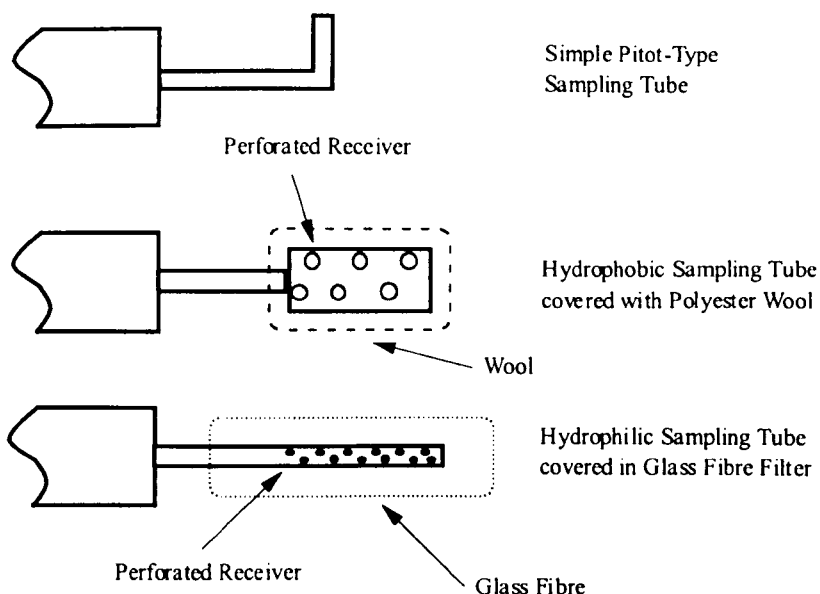 Simple Pitot-Type
Sampling Tube
Perforated Receiver
Hydrophobic Sampling Tube
covered with Polyester Wool
Wool
Hydrophilic Sampling Tube
covered in Glass Fibre Filter
Perforated Receiver
Glass Fibre